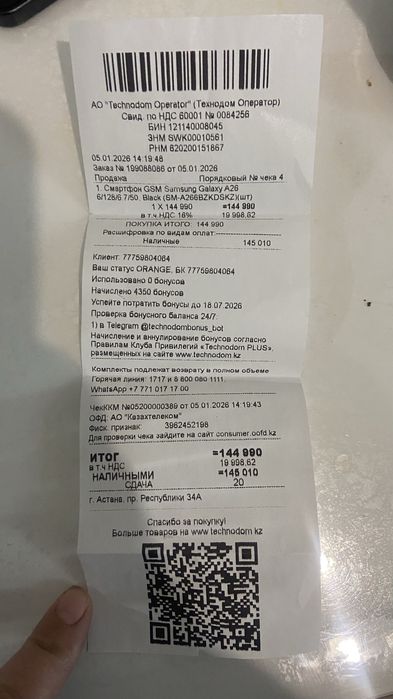 АО "Technodom Operator" (Технодом Оператор)
Свид. по НДС 60001 № 0084256
БИН 121140008045
ЗНМ SWK00010561
РНМ 620200151867
05.01.2026 14:19:48
Заказ № 199088086 от 05.01.2026
Продажа Порядковый № чека 4
1. Смартфон GSM Samsung Galaxy A26
6/128/6.7/50, Black (SM-A266BZKDSKZ)(шт)
1 X 144 990 =144 990
в т.ч НДС 16% 19 998,62
ПОКУПКА ИТОГО: 144 990
Расшифровка по видам оплат:
Наличные 145 010
Клиент: 77759804064
Ваш статус ORANGE, БК 77759804064
Использовано 0 бонусов
Начислено 4350 бонусов
Успейте потратить бонусы до 18.07.2026
Проверка бонусного баланса 24/7:
1) в Telegram @technodombonus_bot
Начисление и аннулирование бонусов согласно
Правилам Клуба Привилегий «Technodom PLUS»,
размещенных на сайте www.technodom.kz
Комплекты подлежат возврату в полном объеме
Горячая линия: 1717 и 8 800 080 1111,
WhatsApp +7 771 017 17 00
ЧекККМ №05200000389 от 05.01.2026 14:19:43
ОФД: АО "Казахтелеком"
Фиск. признак: 3962452198
Для проверки чека зайдите на сайт consumer.oofd.kz
ИТОГ =144 990
в т.ч НДС 19 998,62
НАЛИЧНЫМИ =145 010
СДАЧА 20
г. Астана, пр. Республики 34А
Спасибо за покупку!
Больше товаров на www.technodom.kz